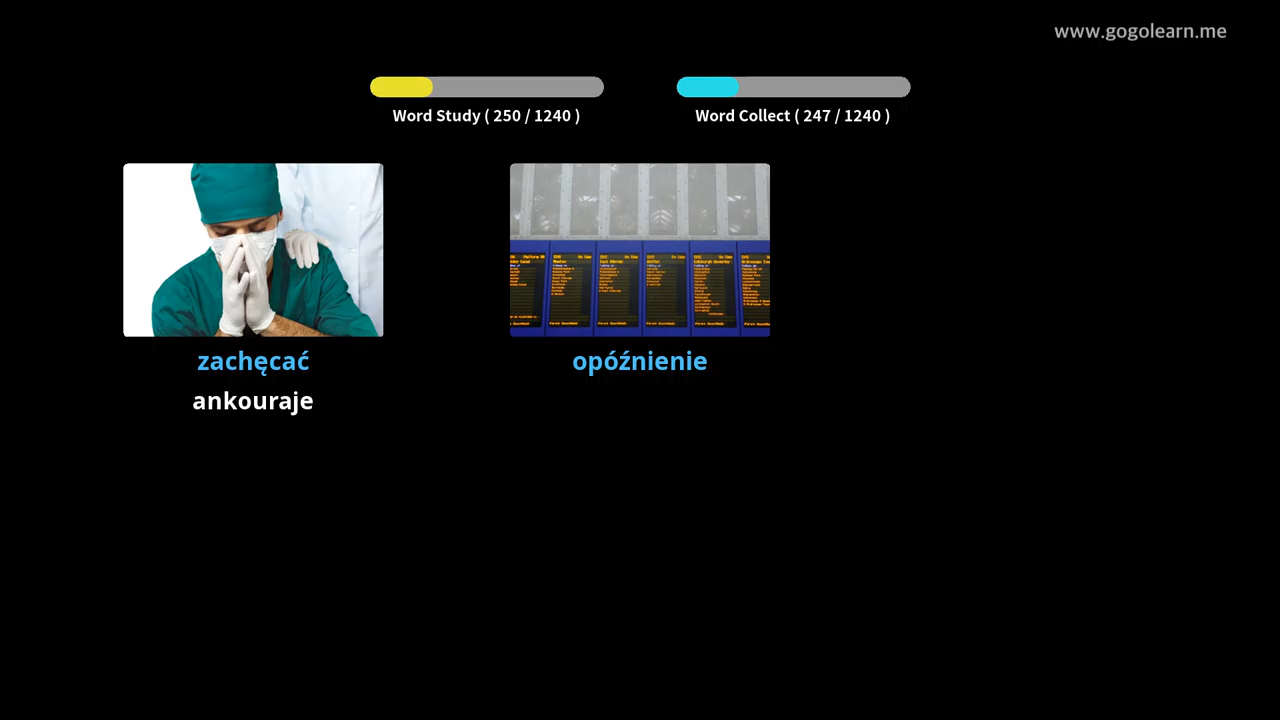 www.gogolearn.me
Word Study ( 250 / 1240 )
Word Collect ( 247 / 1240 )
zachęcać
opóźnienie
ankouraje